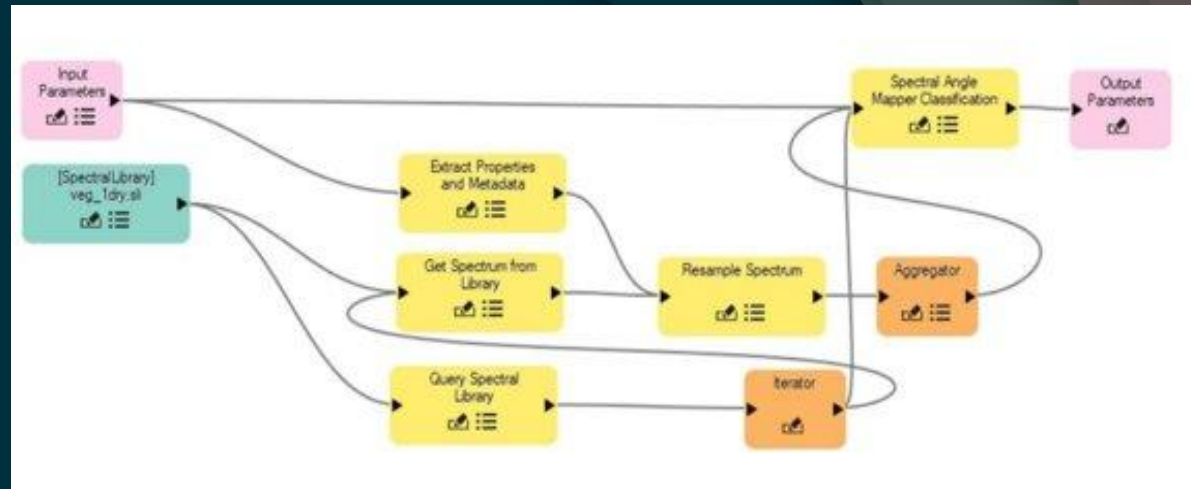 Input
Parameters
Spectral Angle
Mapper Classification
Output
Parameters
[SpectralLibrary]
veg_1dry.sli
Extract Properties
and Metadata
Get Spectrum from
Library
Resample Spectrum
Aggregator
Query Spectral
Library
Iterator